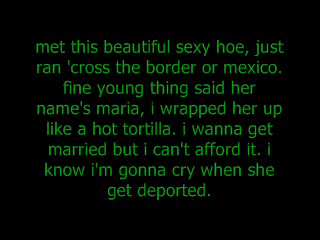 met this beautiful sexy hoe, just
ran 'cross the border or mexico.
fine young thing said her
name's maria, i wrapped her up
like a hot tortilla. i wanna get
married but i can't afford it. i
know i'm gonna cry when she
get deported.